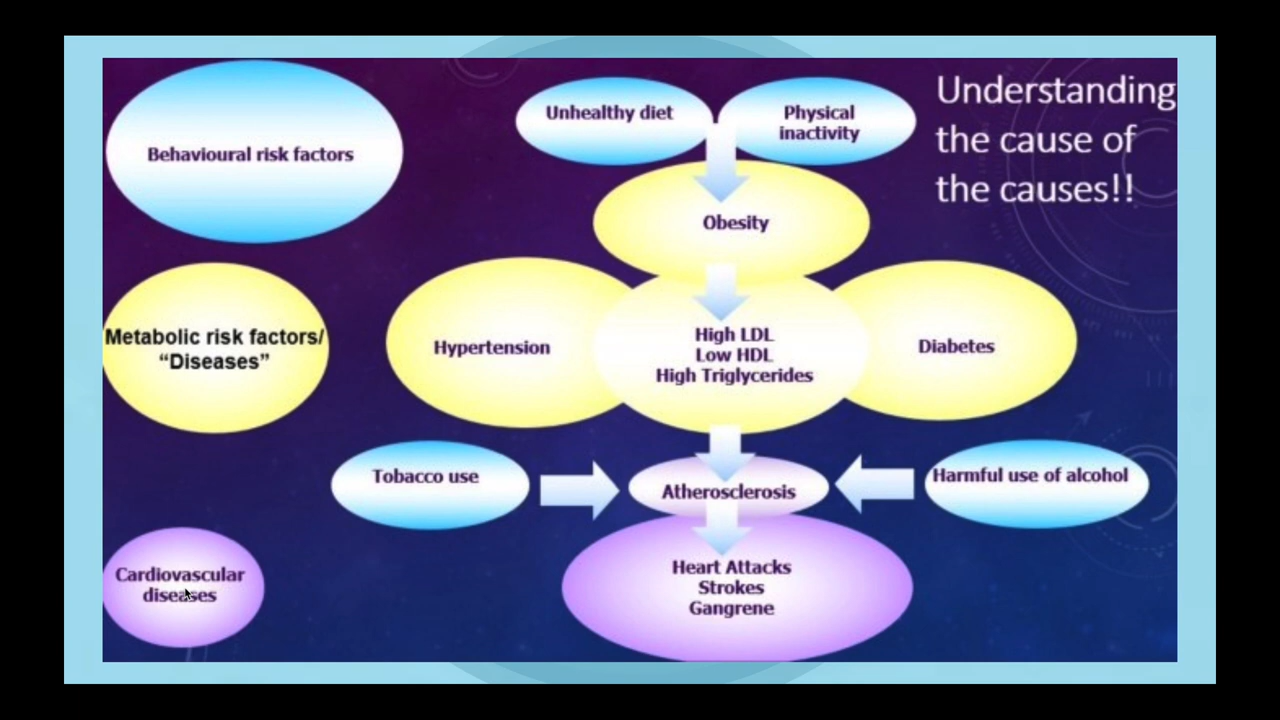 Understanding
the cause of
the causes!!
Behavioural risk factors
Unhealthy diet
Physical
inactivity
Obesity
Metabolic risk factors/
“Diseases”
Hypertension
High LDL
Low HDL
High Triglycerides
Diabetes
Tobacco use
Atherosclerosis
Harmful use of alcohol
Cardiovascular
diseases
Heart Attacks
Strokes
Gangrene